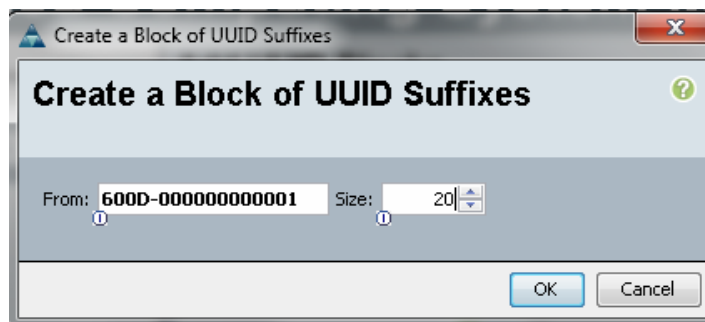 Create a Block of UUID Suffixes
Create a Block of UUID Suffixes
From: 600D-000000000001 Size: 20
OK Cancel